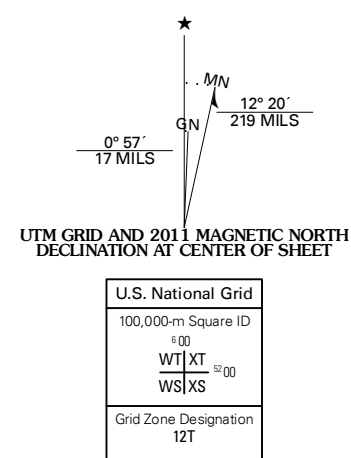 ★
MN
GN
12° 20´
219 MILS
0° 57´
17 MILS
UTM GRID AND 2011 MAGNETIC NORTH
DECLINATION AT CENTER OF SHEET
U.S. National Grid
100,000-m Square ID
6 00
WT XT
52 00
WS XS
Grid Zone Designation
12T